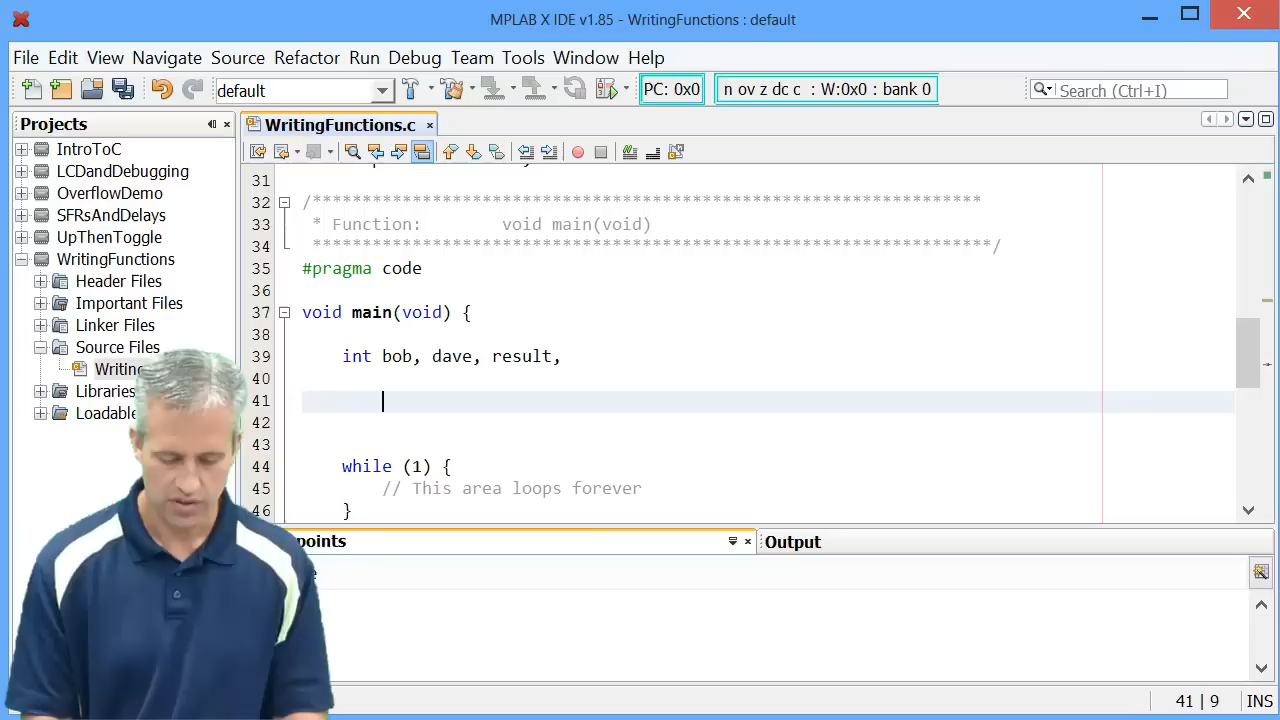 MPLAB X IDE v1.85 - WritingFunctions : default
File Edit View Navigate Source Refactor Run Debug Team Tools Window Help
default PC: 0x0 n ov z dc c : W:0x0 : bank 0 Search (Ctrl+I)
Projects
IntroToC
LCDandDebugging
OverflowDemo
SFRsAndDelays
UpThenToggle
WritingFunctions
Header Files
Important Files
Linker Files
Source Files
Writing
Libraries
WritingFunctions.c
31
32 /*******************************************************************
33 * Function: void main(void)
34 ********************************************************************/
35 #pragma code
36
37 void main(void) {
38
39 int bob, dave, result,
40
41
42
43
44 while (1) {
45 // This area loops forever
46 }
Output
41 | 9 INS